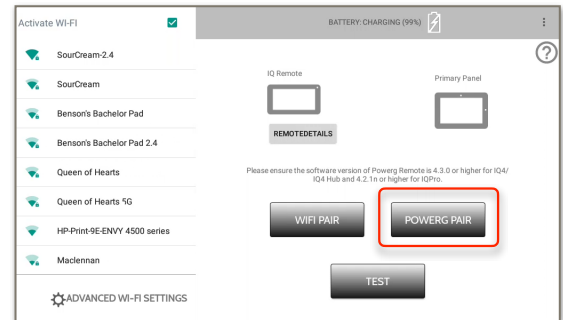 Activate WI-FI
BATTERY: CHARGING (99%)
SourCream-2.4
SourCream
Benson's Bachelor Pad
Benson's Bachelor Pad 2.4
Queen of Hearts
Queen of Hearts 5G
HP-Print-9E-ENVY 4500 series
Maclennan
ADVANCED WI-FI SETTINGS
?
IQ Remote
Primary Panel
REMOTEDETAILS
Please ensure the software version of Powerg Remote is 4.3.0 or higher for IQ4/
IQ4 Hub and 4.2.1n or higher for IQPro.
WIFI PAIR
POWERG PAIR
TEST